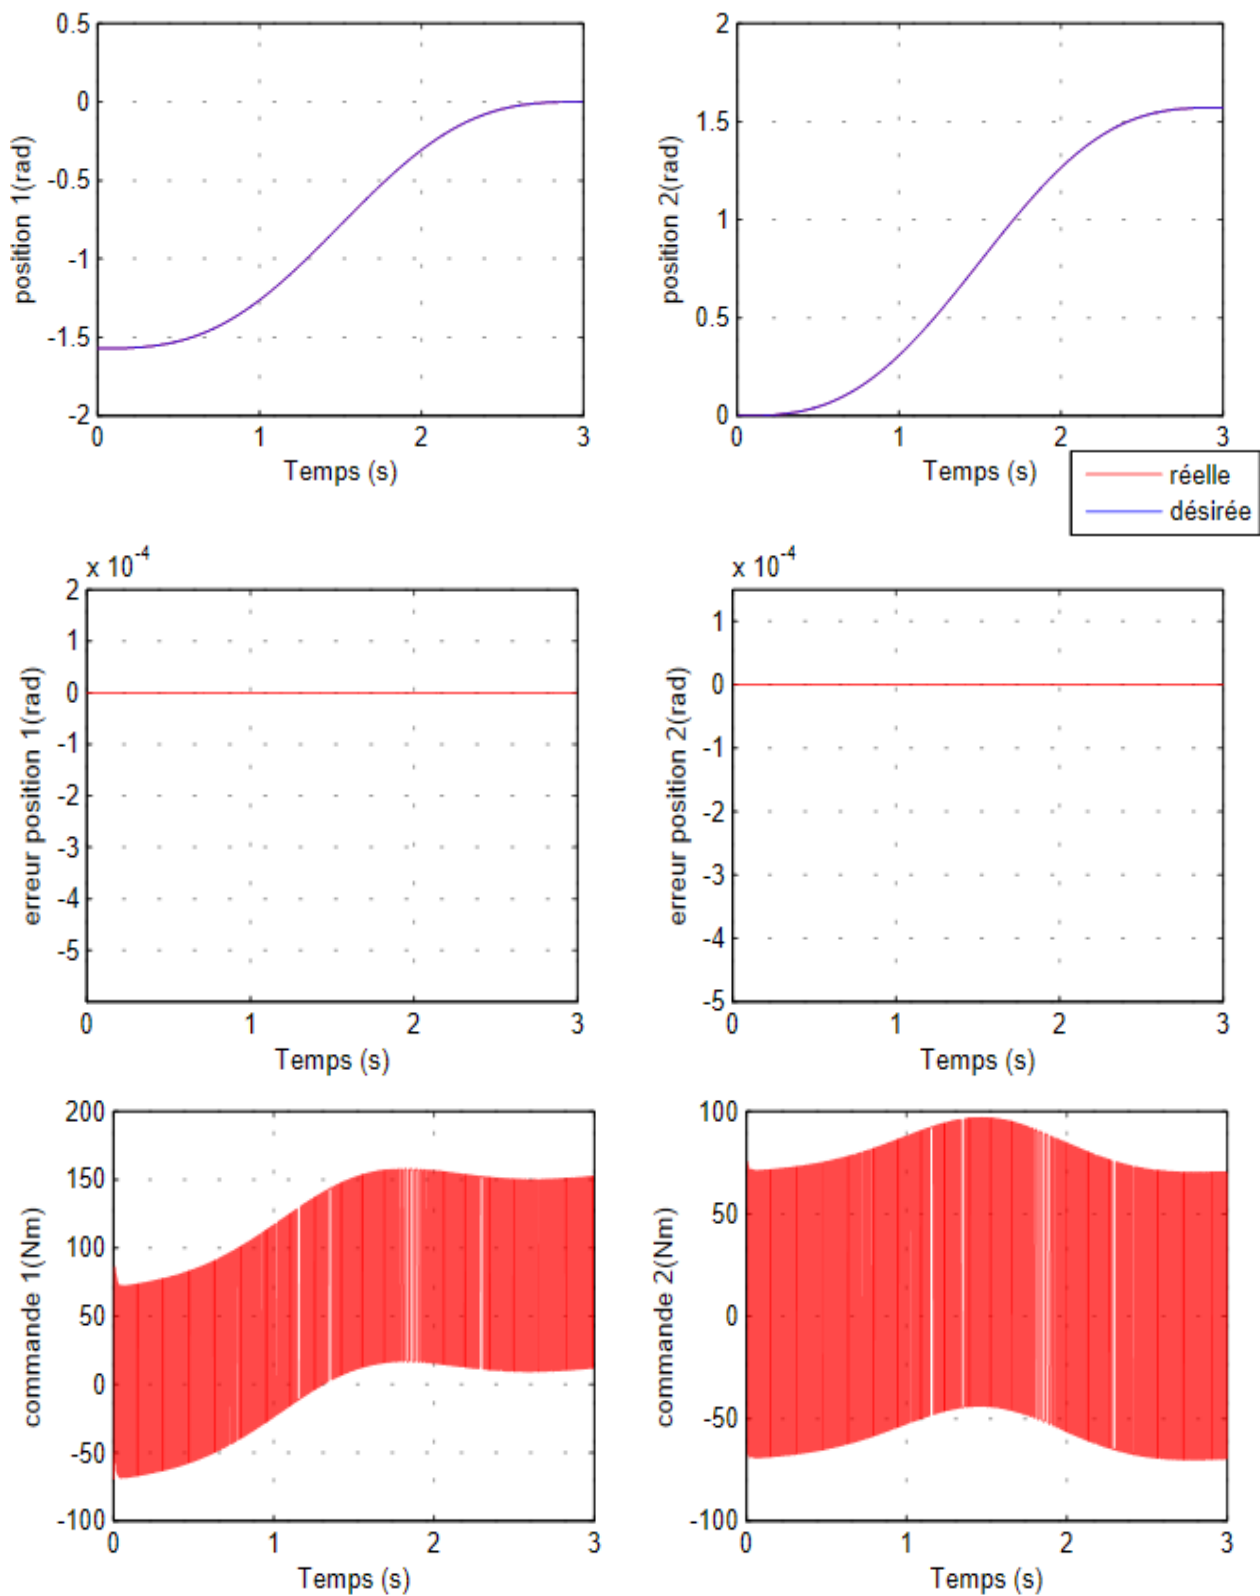 0.5
0
-0.5
-1
-1.5
-2
0 1 2 3
position 1(rad)
Temps (s)
2
1.5
1
0.5
0
0 1 2 3
position 2(rad)
Temps (s)
réelle
désirée
x 10-4
2
1
0
-1
-2
-3
-4
-5
0 1 2 3
erreur position 1(rad)
Temps (s)
x 10-4
1
0
-1
-2
-3
-4
-5
0 1 2 3
erreur position 2(rad)
Temps (s)
200
150
100
50
0
-50
-100
0 1 2 3
commande 1(Nm)
Temps (s)
100
50
0
-50
-100
0 1 2 3
commande 2(Nm)
Temps (s)